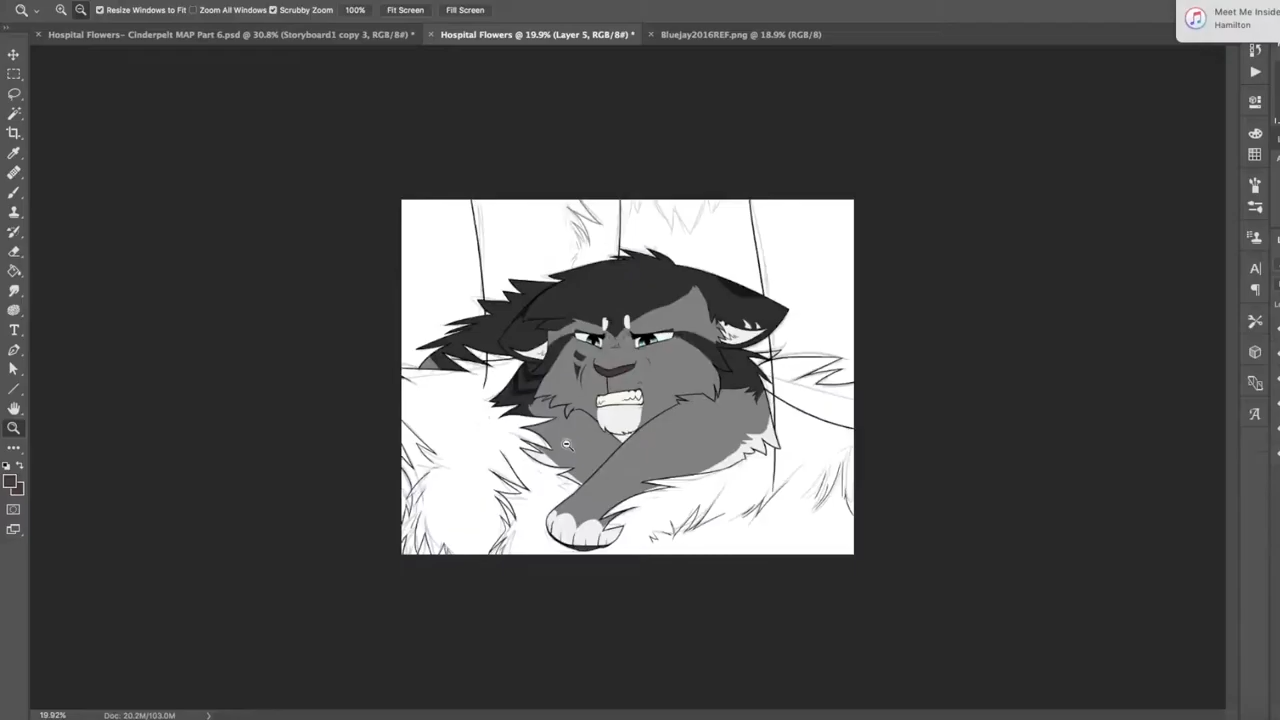 Resize Windows to Fit Zoom All Windows Scrubby Zoom 100% Fit Screen Fill Screen
Meet Me Inside
Hamilton
Hospital Flowers- Cinderpelt MAP Part 6.psd @ 30.8% (Storyboard1 copy 3, RGB/8#) *
Hospital Flowers @ 19.9% (Layer 5, RGB/8#) *
Bluejay2016REF.png @ 18.9% (RGB/8)
19.92% Doc: 20.2M/103.0M